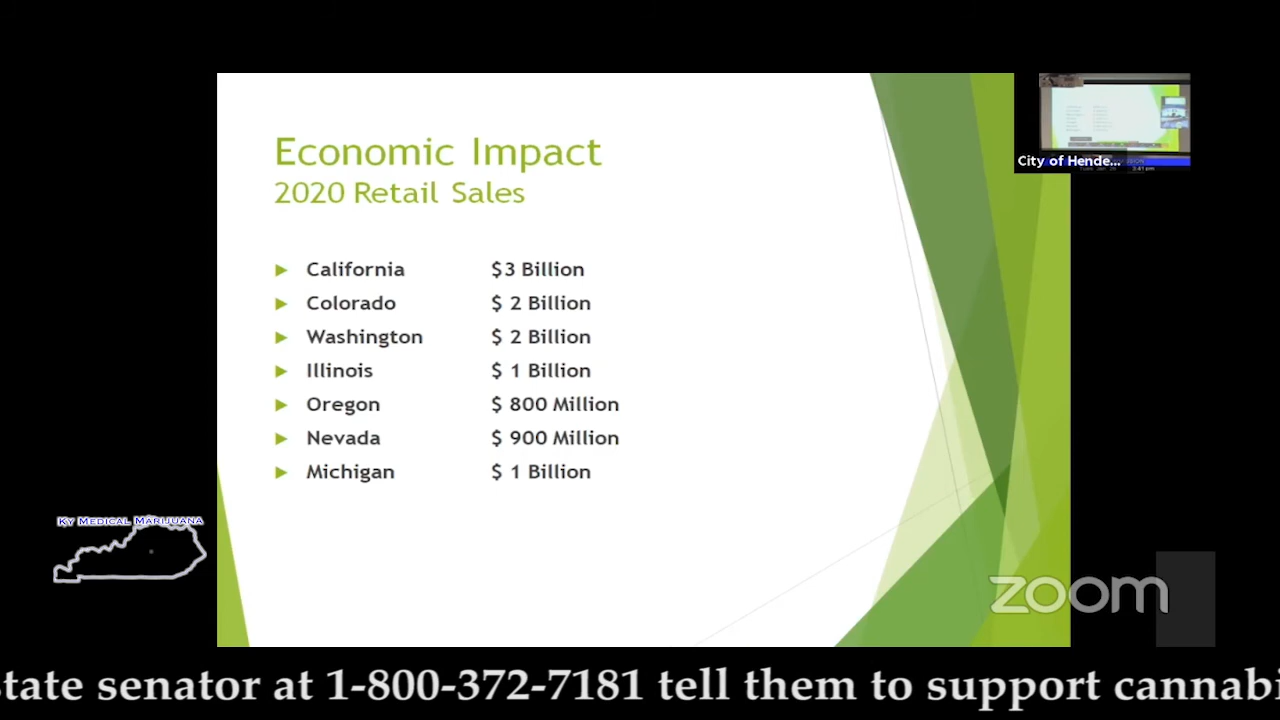 Economic Impact
2020 Retail Sales
California $3 Billion
Colorado $ 2 Billion
Washington $ 2 Billion
Illinois $ 1 Billion
Oregon $ 800 Million
Nevada $ 900 Million
Michigan $ 1 Billion
City of Hende...
KY MEDICAL MARIJUANA
zoom
state senator at 1-800-372-7181 tell them to support cannabi